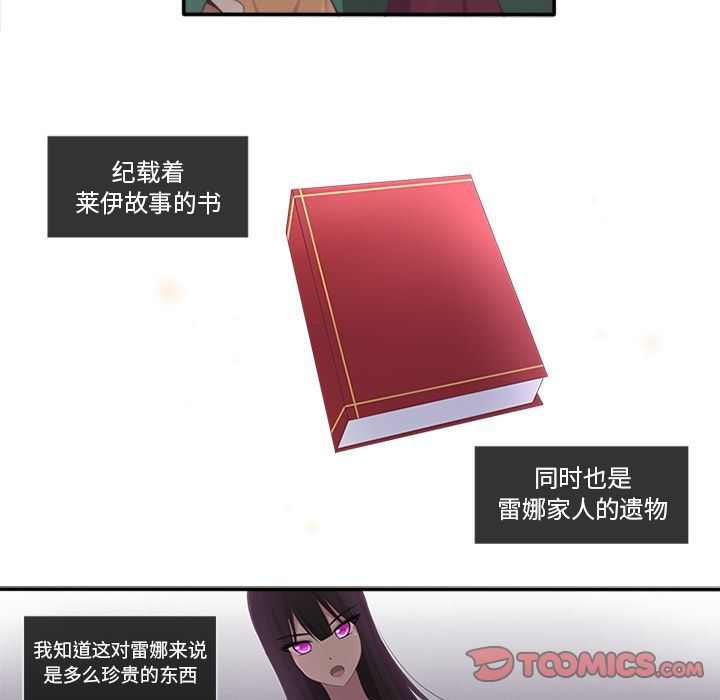 纪载着
莱伊故事的书
同时也是
雷娜家人的遗物
我知道这对雷娜来说
是多么珍贵的东西
TOOMICS.COM